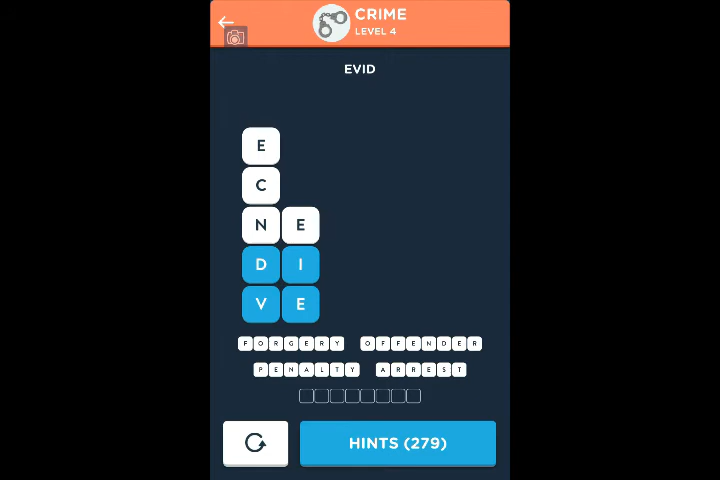 CRIME
LEVEL 4
EVID
E
C
N E
D I
V E
FORGERY OFFENDER
PENALTY ARREST
HINTS (279)